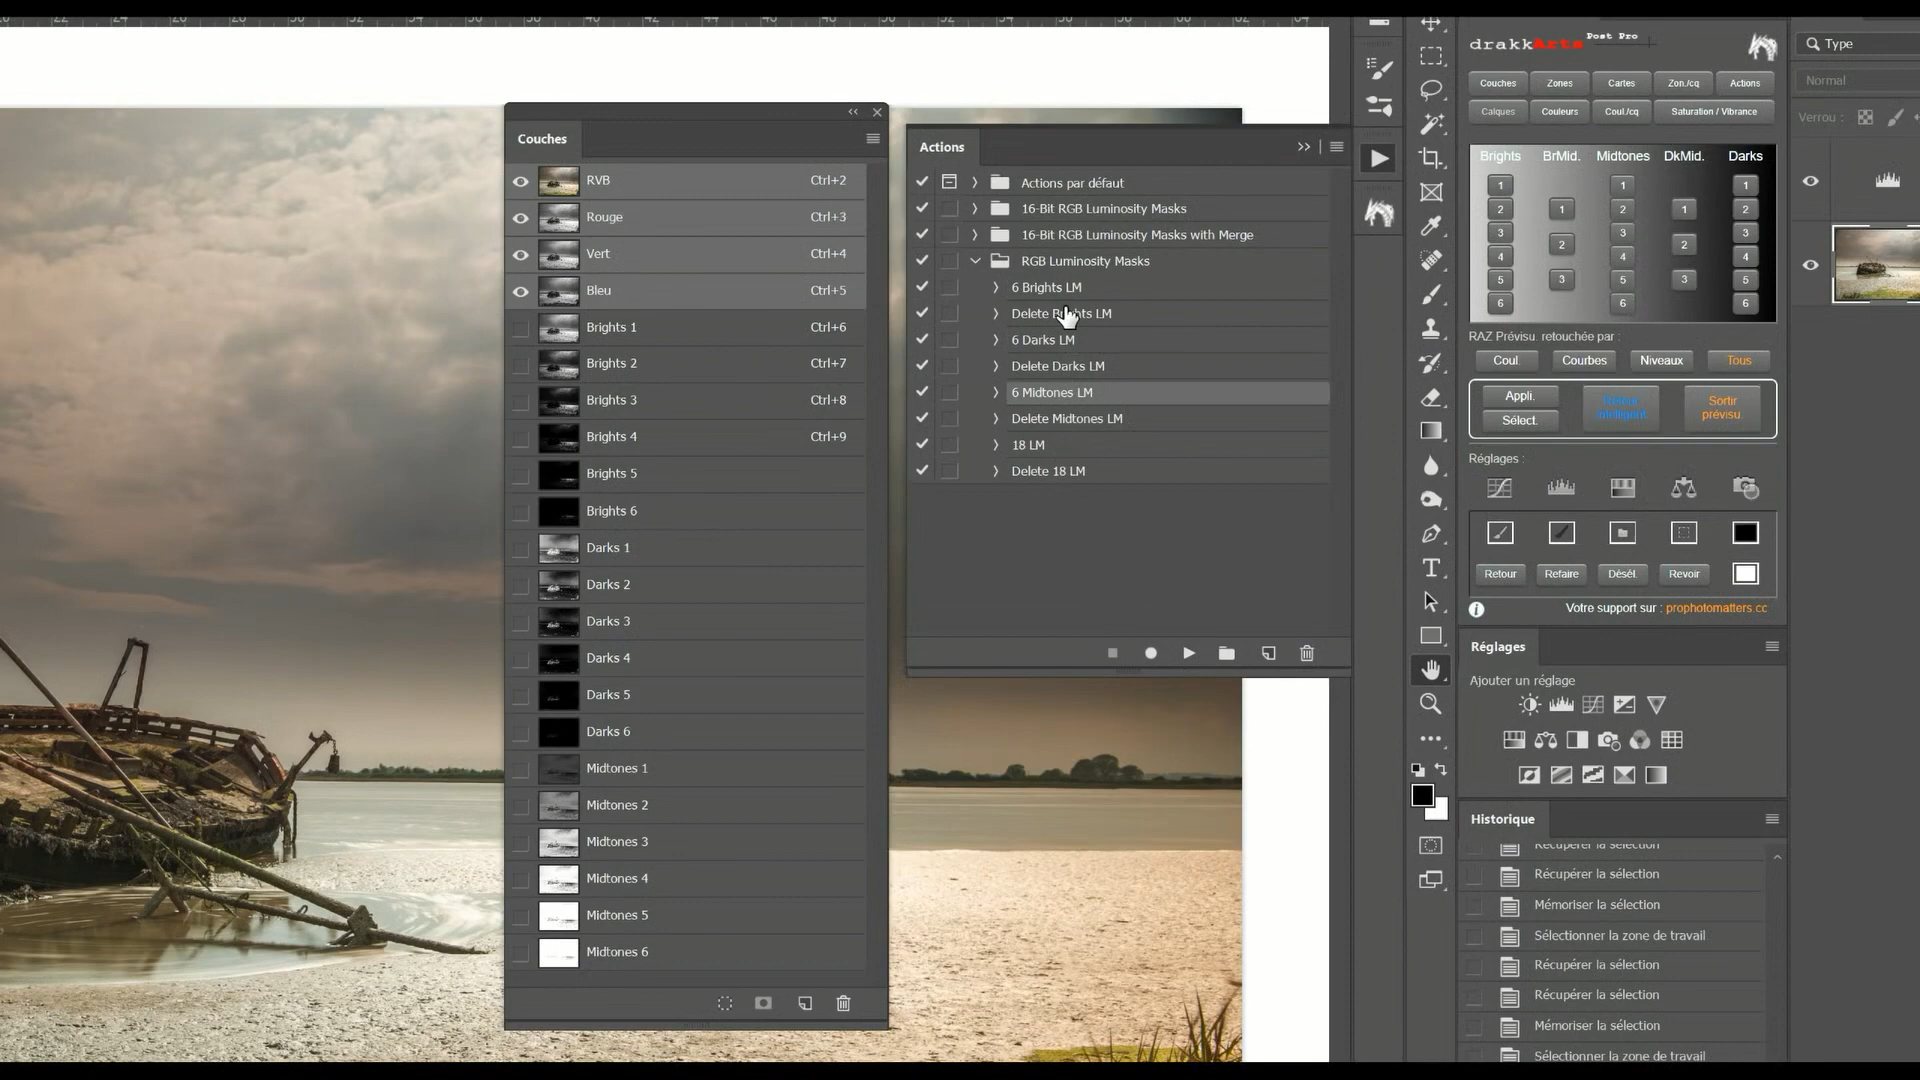 22 24 26 28 30 32 34
Couches
RVB Ctrl+2
Rouge Ctrl+3
Vert Ctrl+4
Bleu Ctrl+5
Brights 1 Ctrl+6
Brights 2 Ctrl+7
Brights 3 Ctrl+8
Brights 4 Ctrl+9
Brights 5
Brights 6
Darks 1
Darks 2
Darks 3
Darks 4
Darks 5
Darks 6
Midtones 1
Midtones 2
Midtones 3
Midtones 4
Midtones 5
Midtones 6
Actions
Actions par défaut
16-Bit RGB Luminosity Masks
16-Bit RGB Luminosity Masks with Merge
RGB Luminosity Masks
6 Brights LM
Delete Brights LM
6 Darks LM
Delete Darks LM
6 Midtones LM
Delete Midtones LM
18 LM
Delete 18 LM
drakkArts Post Pro
Couches Zones Cartes Zon./cq Actions
Calques Couleurs Coul./cq Saturation / Vibrance
Brights BrMid. Midtones DkMid. Darks
1 1 1
2 1 2 1 2
3 3 3
4 2 4 2 4
5 3 5 3 5
6 6 6
RAZ Prévisu. retouchée par :
Coul. Courbes Niveaux Tous
Appli.
Sélect.
Retour
intelligent.
Sortir
prévisu.
Réglages :
Retour Refaire Désél. Revoir
Votre support sur : prophotomatters.cc
Réglages
Ajouter un réglage
Historique
Récupérer la sélection
Récupérer la sélection
Mémoriser la sélection
Sélectionner la zone de travail
Récupérer la sélection
Récupérer la sélection
Mémoriser la sélection
Sélectionner la zone de travail
Type
Normal
Verrou :